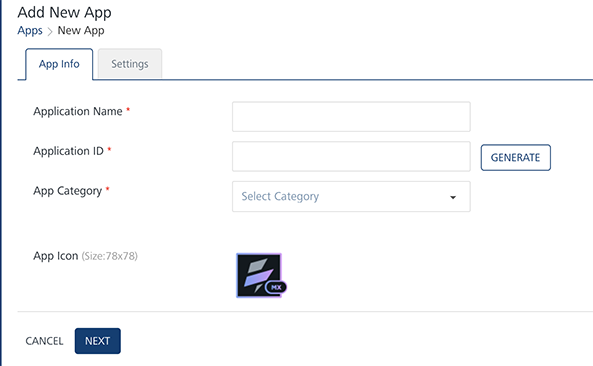 Add New App
Apps > New App
App Info Settings
Application Name *
Application ID * GENERATE
App Category * Select Category
App Icon (Size:78x78)
MX
CANCEL NEXT